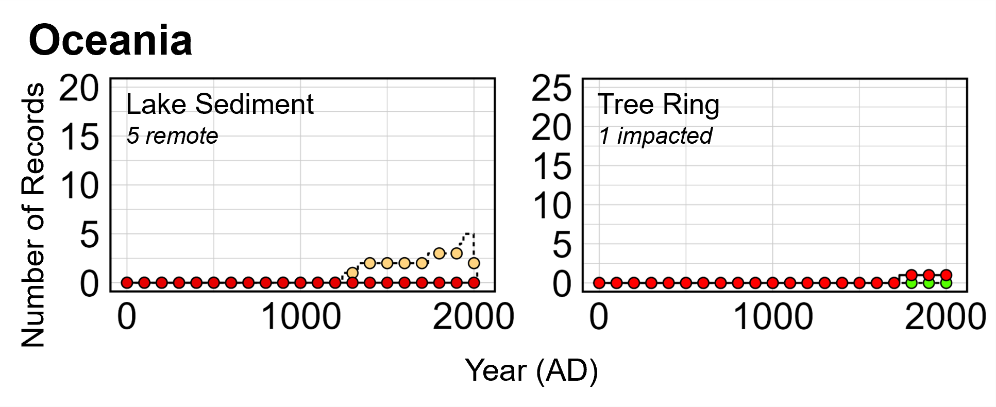 Oceania
Number of Records
20
15
10
5
0
Lake Sediment
5 remote
0
1000
2000
25
20
15
10
5
0
Tree Ring
1 impacted
0
1000
2000
Year (AD)